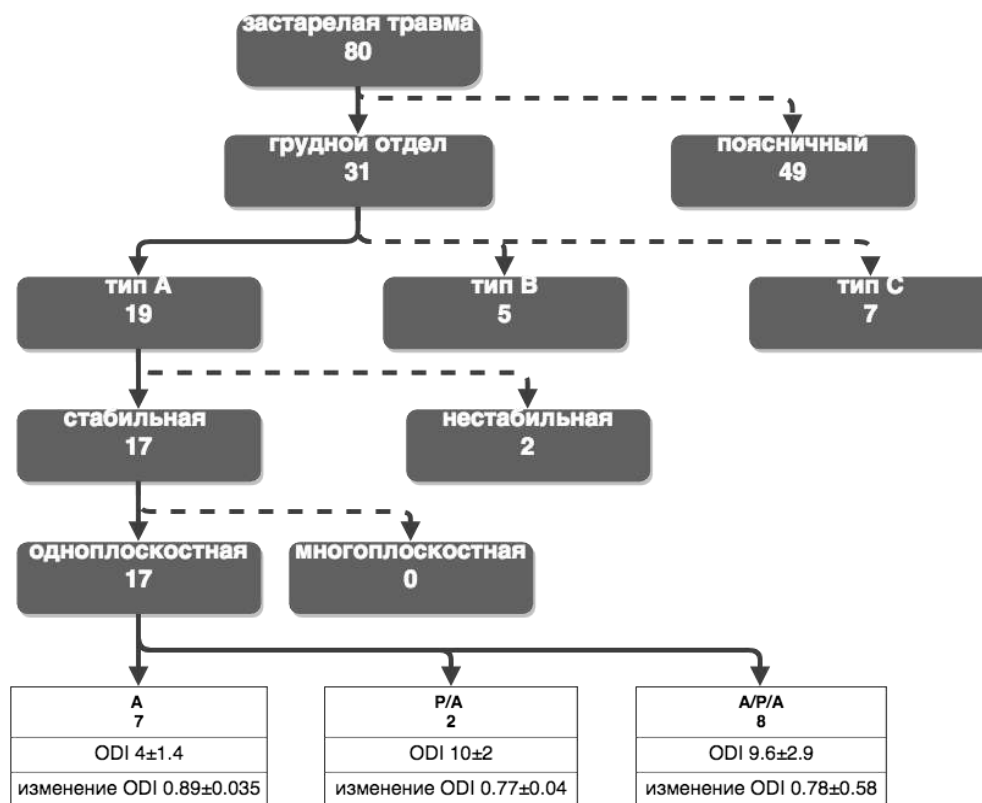 застарелая травма
80
грудной отдел
31
поясничный
49
тип А
19
тип В
5
тип С
7
стабильная
17
нестабильная
2
одноплоскостная
17
многоплоскостная
0
A
7
P/A
2
A/P/A
8
ODI 4±1.4
ODI 10±2
ODI 9.6±2.9
изменение ODI 0.89±0.035
изменение ODI 0.77±0.04
изменение ODI 0.78±0.58